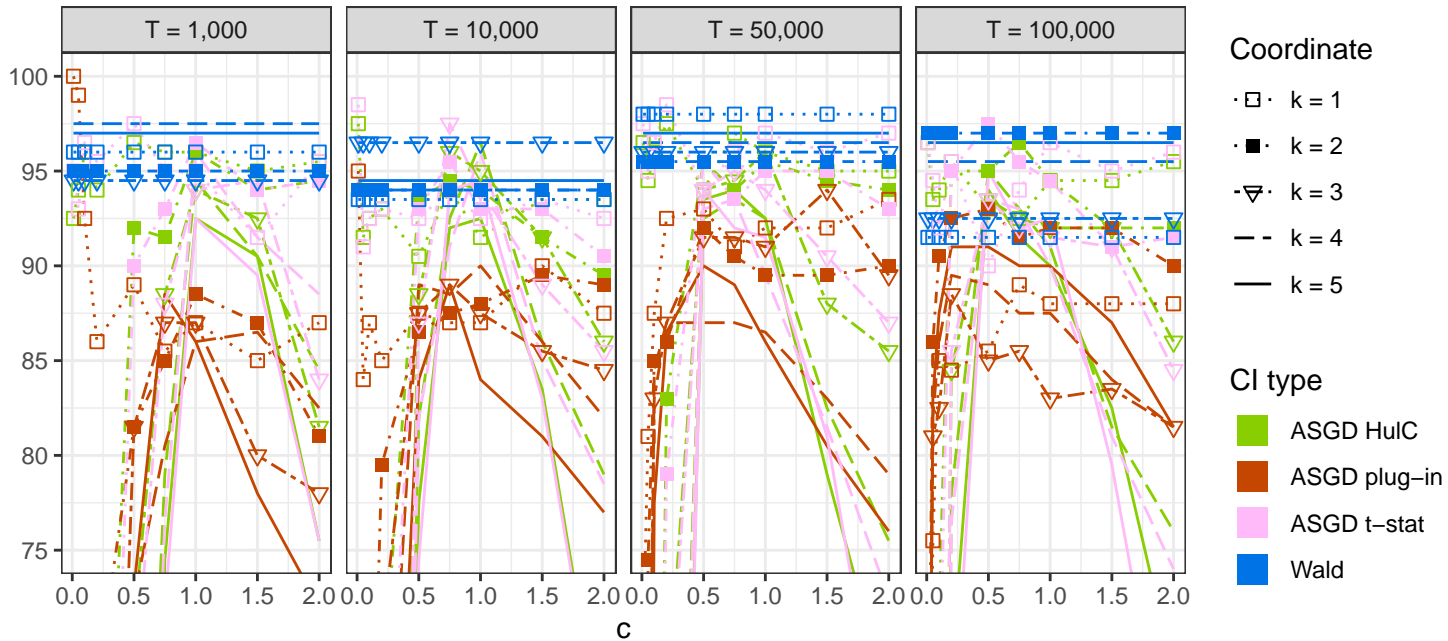 T = 1,000 T = 10,000 T = 50,000 T = 100,000
100
95
90
85
80
75
0.0 0.5 1.0 1.5 2.0 0.0 0.5 1.0 1.5 2.0 0.0 0.5 1.0 1.5 2.0 0.0 0.5 1.0 1.5 2.0
c
Coordinate
k = 1
k = 2
k = 3
k = 4
k = 5
CI type
ASGD HulC
ASGD plug−in
ASGD t−stat
Wald